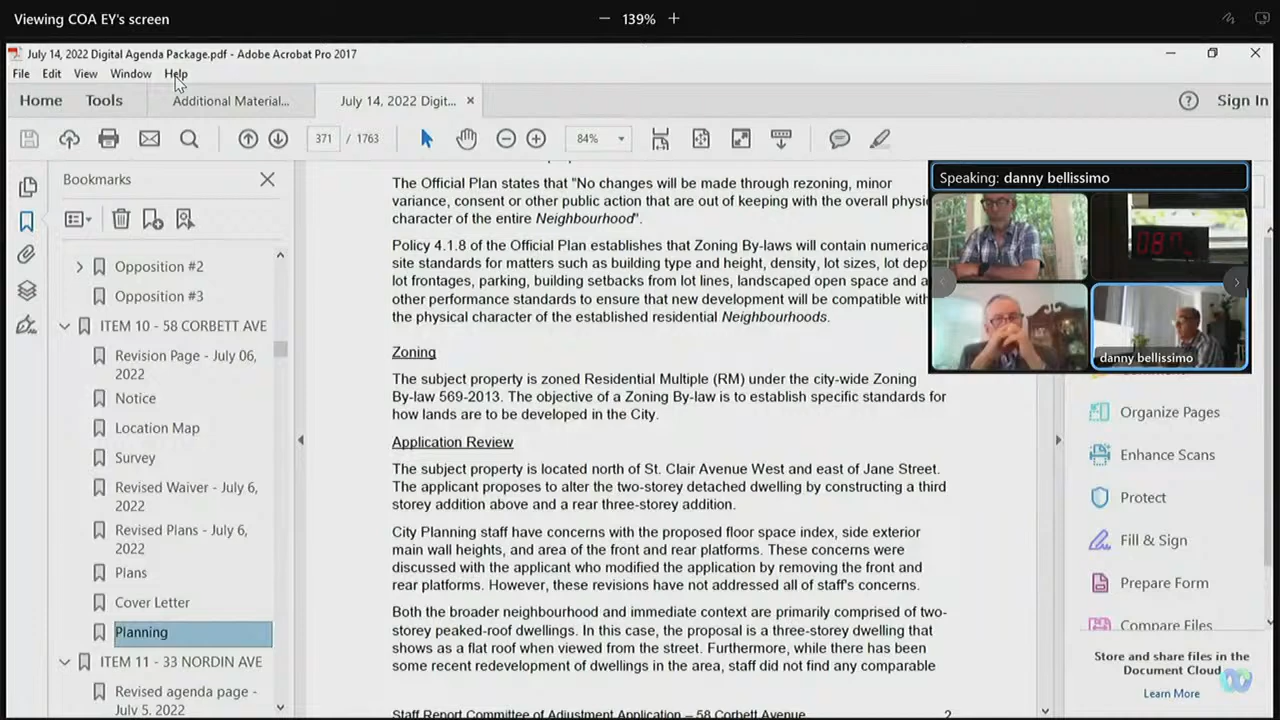 Viewing COA EY's screen
139%
July 14, 2022 Digital Agenda Package.pdf - Adobe Acrobat Pro 2017
File Edit View Window Help
Home Tools Additional Material... July 14, 2022 Digit... Sign In
371 / 1763 84%
Bookmarks
Opposition #2
Opposition #3
ITEM 10 - 58 CORBETT AVE
Revision Page - July 06,
2022
Notice
Location Map
Survey
Revised Waiver - July 6,
2022
Revised Plans - July 6,
2022
Plans
Cover Letter
Planning
ITEM 11 - 33 NORDIN AVE
Revised agenda page -
July 5, 2022
The Official Plan states that "No changes will be made through rezoning, minor
variance, consent or other public action that are out of keeping with the overall
character of the entire Neighbourhood".
Policy 4.1.8 of the Official Plan establishes that Zoning By-laws will contain
site standards for matters such as building type and height, density, lot sizes, lot
lot frontages, parking, building setbacks from lot lines, landscaped open space and
other performance standards to ensure that new development will be compatible with
the physical character of the established residential Neighbourhoods.
Zoning
The subject property is zoned Residential Multiple (RM) under the city-wide Zoning
By-law 569-2013. The objective of a Zoning By-law is to establish specific standards for
how lands are to be developed in the City.
Application Review
The subject property is located north of St. Clair Avenue West and east of Jane Street.
The applicant proposes to alter the two-storey detached dwelling by constructing a third
storey addition above and a rear three-storey addition.
City Planning staff have concerns with the proposed floor space index, side exterior
main wall heights, and area of the front and rear platforms. These concerns were
discussed with the applicant who modified the application by removing the front and
rear platforms. However, these revisions have not addressed all of staff's concerns.
Both the broader neighbourhood and immediate context are primarily comprised of two-
storey peaked-roof dwellings. In this case, the proposal is a three-storey dwelling that
shows as a flat roof when viewed from the street. Furthermore, while there has been
some recent redevelopment of dwellings in the area, staff did not find any comparable
Staff Report Committee of Adjustment Application – 58 Corbett Avenue 2
Speaking: danny bellissimo
danny bellissimo
Organize Pages
Enhance Scans
Protect
Fill & Sign
Prepare Form
Compare Files
Store and share files in the
Document Cloud
Learn More